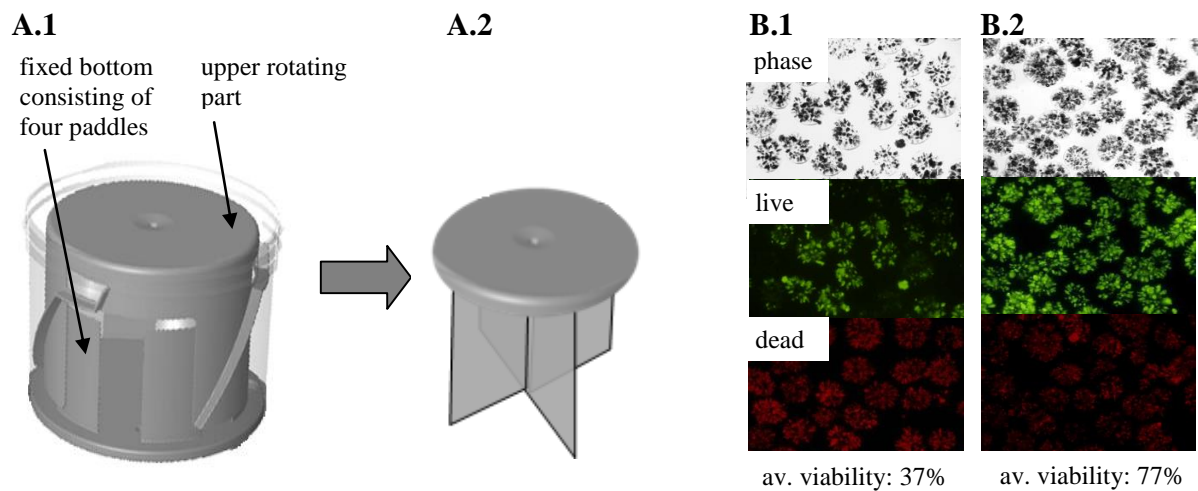 A.1
fixed bottom
consisting of
four paddles
upper rotating
part
A.2
B.1
phase
live
dead
av. viability: 37%
B.2
av. viability: 77%